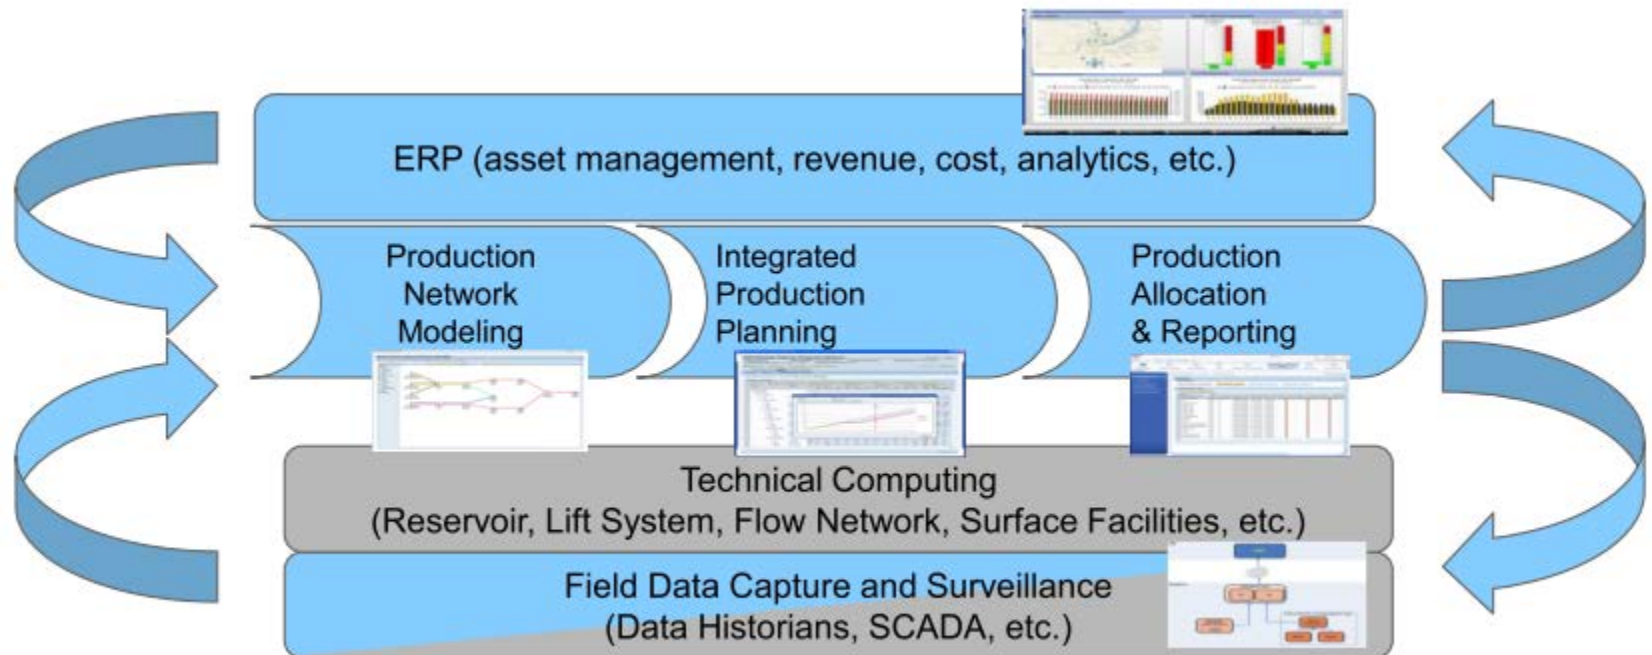 ERP (asset management, revenue, cost, analytics, etc.)
Production
Network
Modeling
Integrated
Production
Planning
Production
Allocation
& Reporting
Technical Computing
(Reservoir, Lift System, Flow Network, Surface Facilities, etc.)
Field Data Capture and Surveillance
(Data Historians, SCADA, etc.)